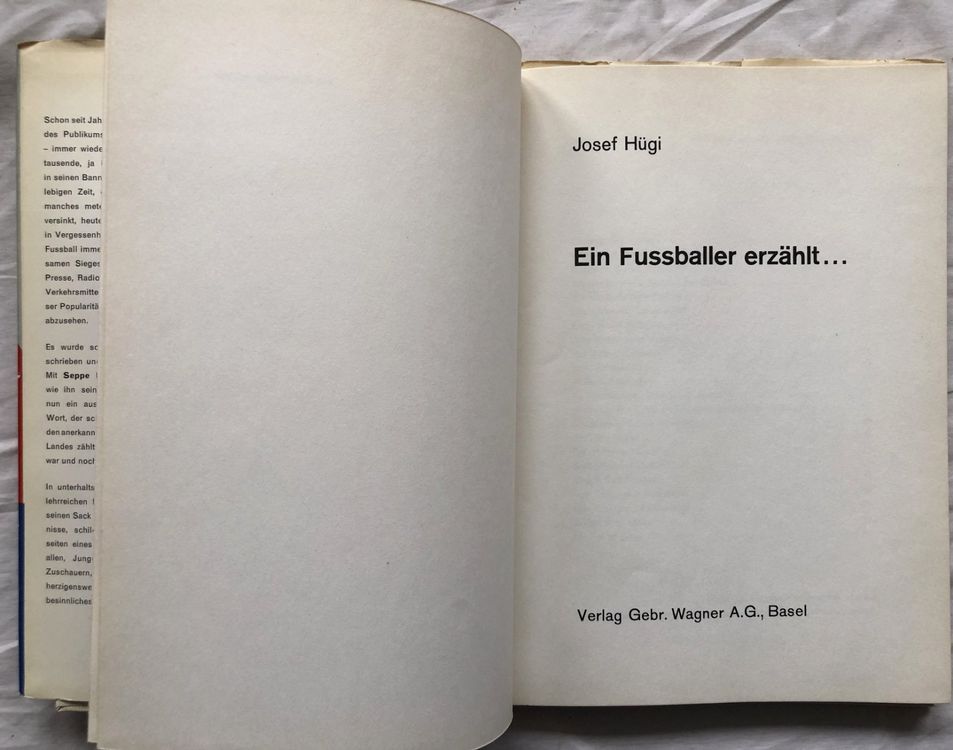 Schon seit Jah
des Publikums
– immer wiede
tausende, ja
in seinen Bann
lebigen Zeit,
manches mete
versinkt, heute
in Vergessenh
Fussball imme
samen Sieges
Presse, Radio
Verkehrsmitte
ser Popularitä
abzusehen.
Es wurde sc
schrieben un
Mit Seppe
wie ihn sein
nun ein aus
Wort, der sc
den anerkann
Landes zählt
war und noch
In unterhalts
lehrreichen
seinen Sack
nisse, schil-
seiten eines
allen, Jung
Zuschauern,
herzigenswe
besinnliches
Josef Hügi
Ein Fussballer erzählt...
Verlag Gebr. Wagner A.G., Basel